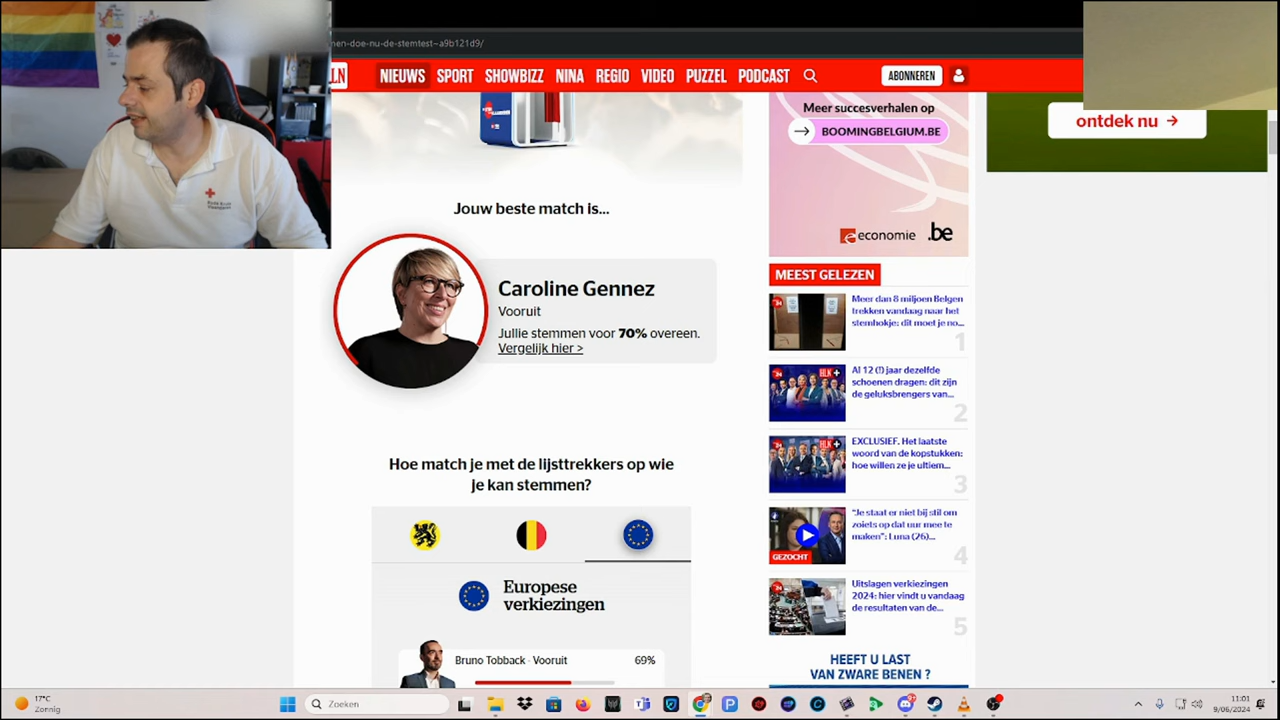 nen-doe-nu-de-stemtest~a9b121d9/
LN
NIEUWS SPORT SHOWBIZZ NINA REGIO VIDEO PUZZEL PODCAST
ABONNEREN
Meer succesverhalen op
→ BOOMINGBELGIUM.BE
ontdek nu →
economie .be
Jouw beste match is...
Caroline Gennez
Vooruit
Jullie stemmen voor 70% overeen.
Vergelijk hier >
MEEST GELEZEN
Meer dan 8 miljoen Belgen
trekken vandaag naar het
stemhokje: dit moet je no...
1
Al 12 (!) jaar dezelfde
schoenen dragen: dit zijn
de geluksbrengers van...
2
EXCLUSIEF. Het laatste
woord van de kopstukken:
hoe willen ze je ultiem...
3
"Je staat er niet bij stil om
zoiets op dat uur mee te
maken": Luna (26)...
GEZOCHT
4
Uitslagen verkiezingen
2024: hier vindt u vandaag
de resultaten van de...
5
Hoe match je met de lijsttrekkers op wie
je kan stemmen?
Europese
verkiezingen
Bruno Tobback - Vooruit 69%
HEEFT U LAST
VAN ZWARE BENEN ?
17°C
Zonnig
Zoeken
11:01
9/06/2024